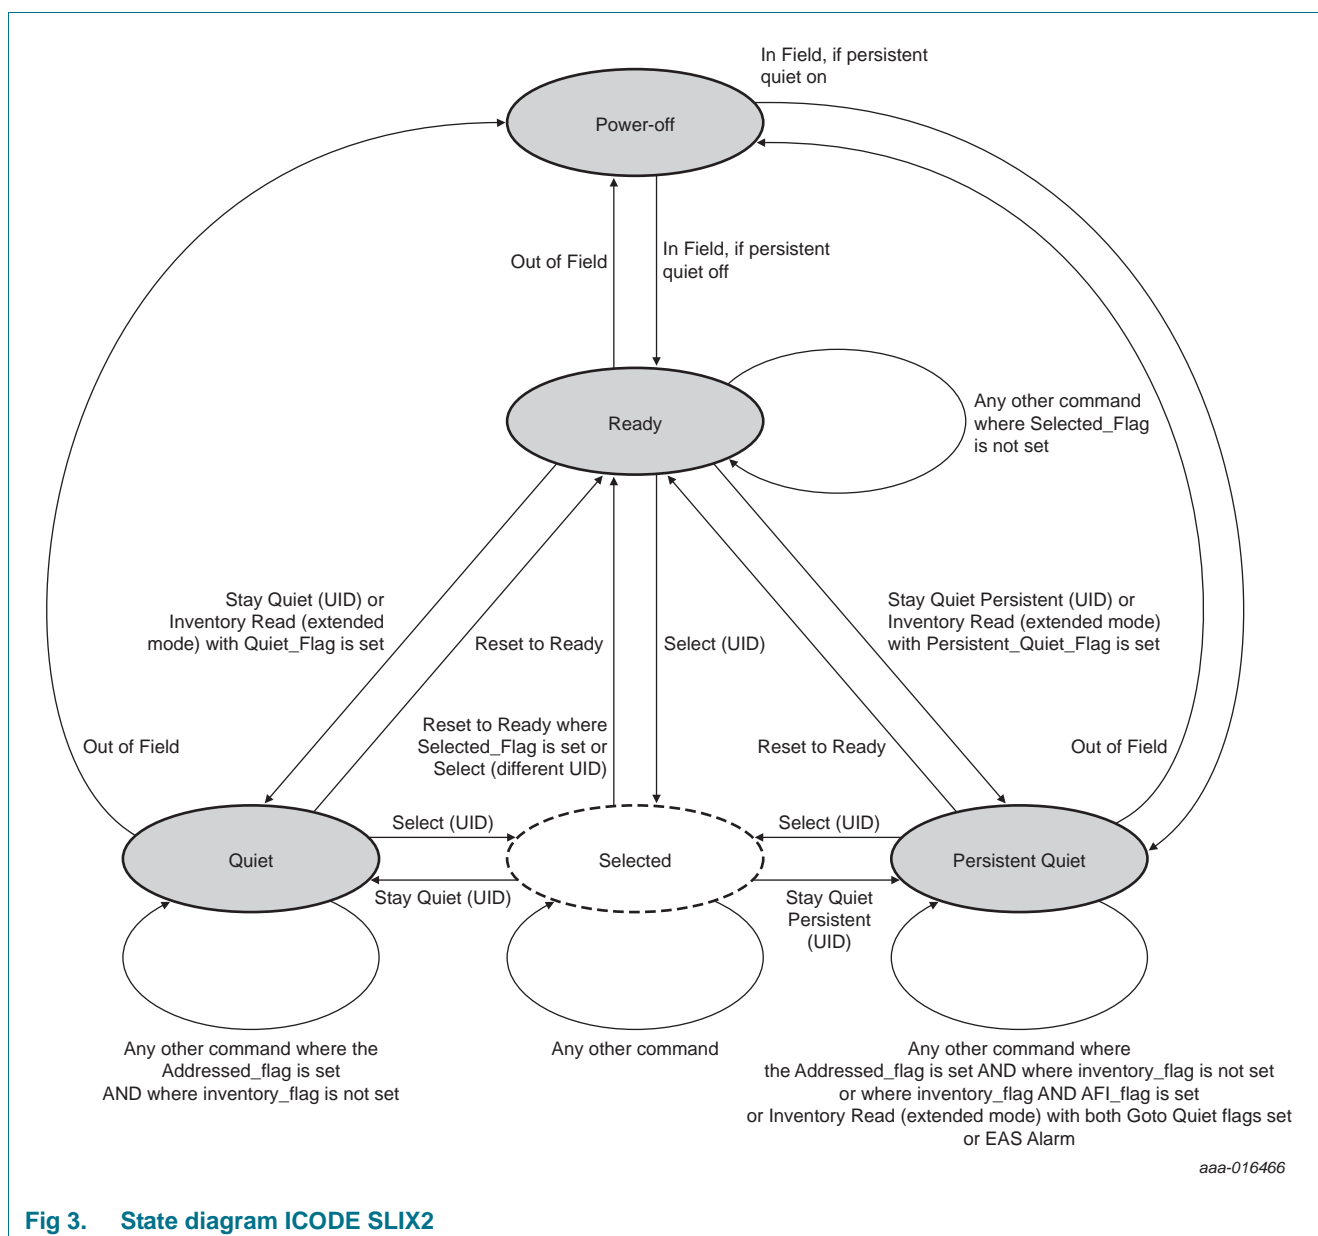 In Field, if persistent
quiet on
Power-off
Out of Field
In Field, if persistent
quiet off
Ready
Any other command
where Selected_Flag
is not set
Stay Quiet (UID) or
Inventory Read (extended
mode) with Quiet_Flag is set
Reset to Ready
Select (UID)
Stay Quiet Persistent (UID) or
Inventory Read (extended mode)
with Persistent_Quiet_Flag is set
Out of Field
Reset to Ready where
Selected_Flag is set or
Select (different UID)
Reset to Ready
Out of Field
Quiet
Select (UID)
Stay Quiet (UID)
Selected
Select (UID)
Stay Quiet
Persistent
(UID)
Persistent Quiet
Any other command where the
Addressed_flag is set
AND where inventory_flag is not set
Any other command
Any other command where
the Addressed_flag is set AND where inventory_flag is not set
or where inventory_flag AND AFI_flag is set
or Inventory Read (extended mode) with both Goto Quiet flags set
or EAS Alarm
aaa-016466
Fig 3. State diagram ICODE SLIX2